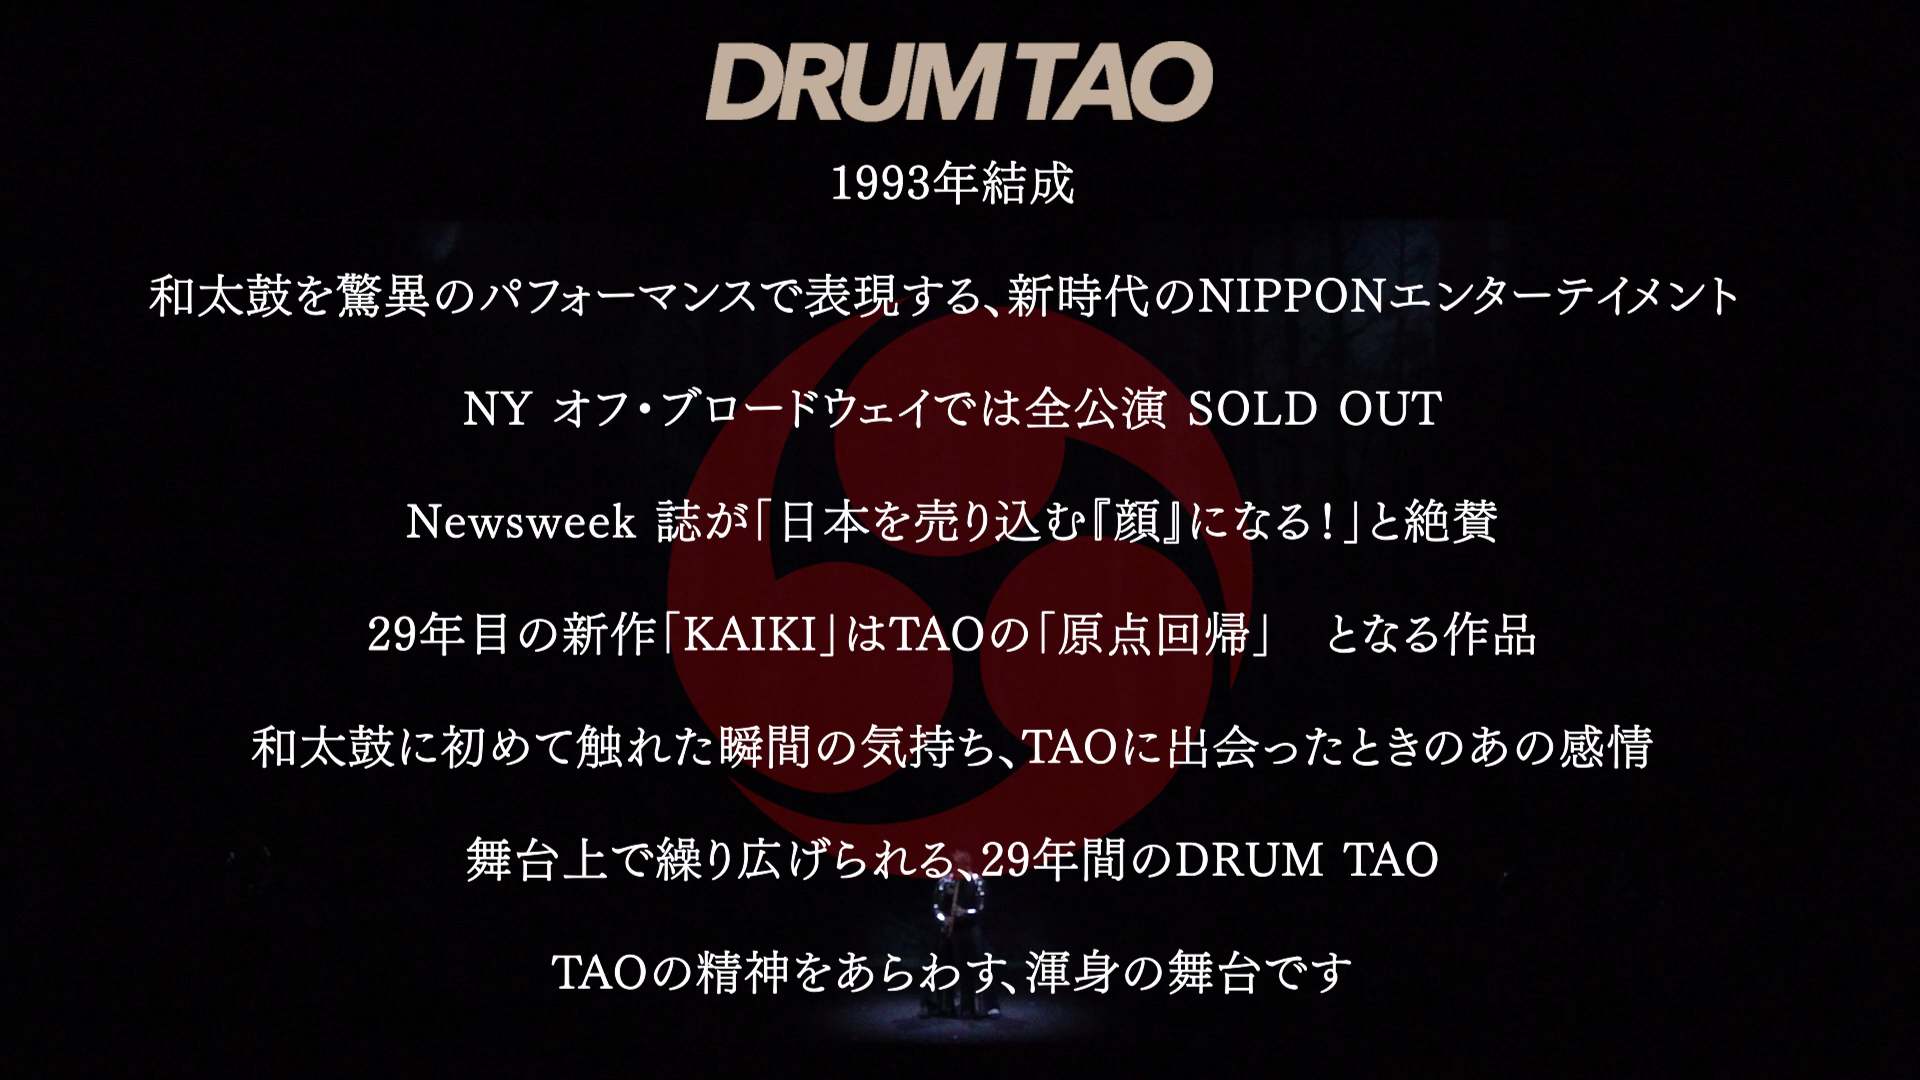 DRUM TAO
1993年結成
和太鼓を驚異のパフォーマンスで表現する、新時代のNIPPONエンターテイメント
NY オフ・ブロードウェイでは全公演 SOLD OUT
Newsweek 誌が「日本を売り込む『顔』になる！」と絶賛
29年目の新作「KAIKI」はTAOの「原点回帰」　となる作品
和太鼓に初めて触れた瞬間の気持ち、TAOに出会ったときのあの感情
舞台上で繰り広げられる、29年間のDRUM TAO
TAOの精神をあらわす、渾身の舞台です